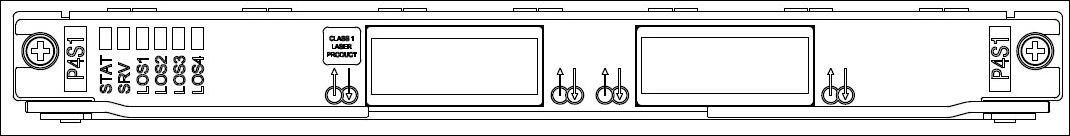 P4S1
STAT
SRV
LOS1
LOS2
LOS3
LOS4
CLASS 1
LASER
PRODUCT
P4S1